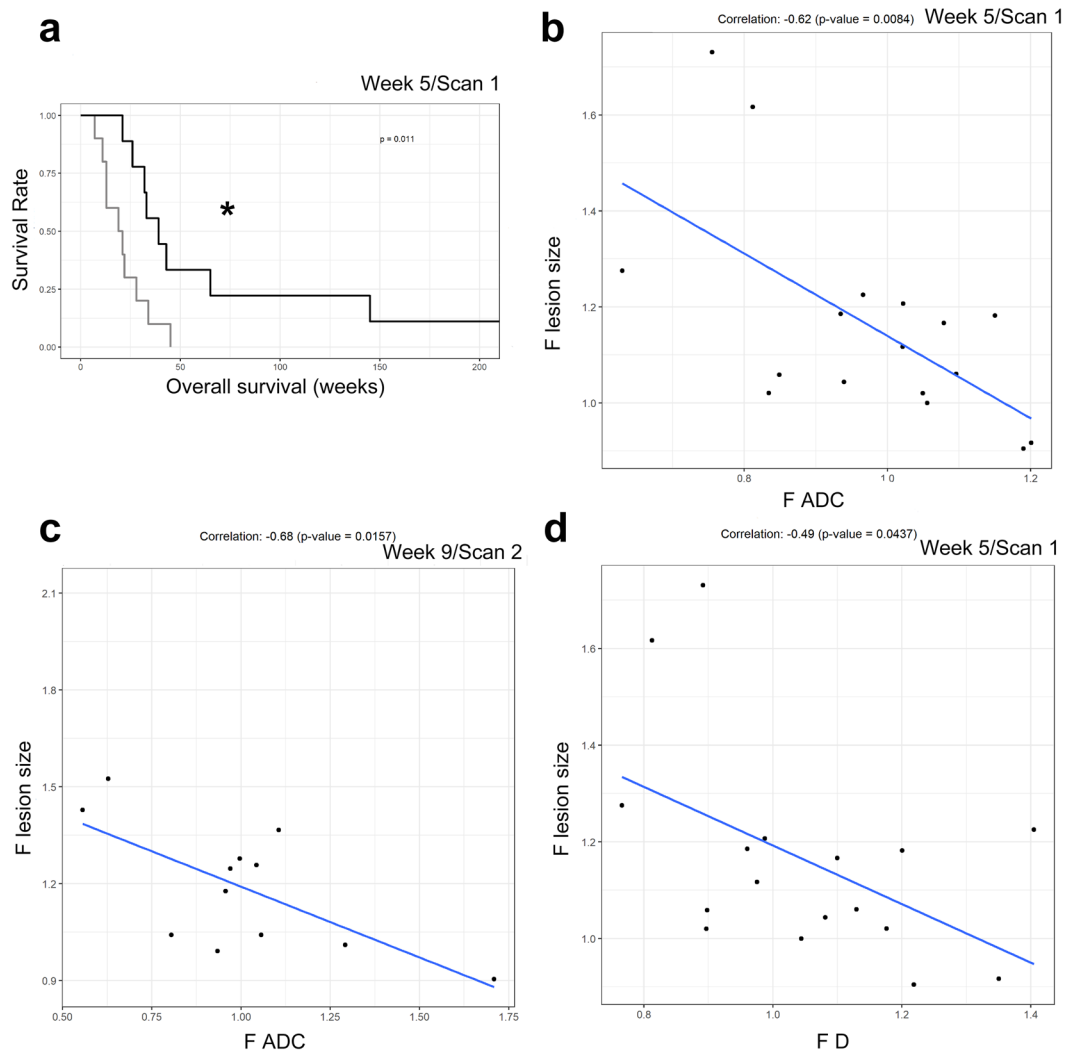 a
Week 5/Scan 1
1.00
0.75
0.50
0.25
0.00
Survival Rate
p = 0.011
*
0 50 100 150 200
Overall survival (weeks)
b
Correlation: -0.62 (p-value = 0.0084) Week 5/Scan 1
1.6
1.4
1.2
1.0
F lesion size
0.8 1 0 1.2
F ADC
c
Correlation: -0.68 (p-value = 0.0157)
Week 9/Scan 2
2.1
1.8
1.5
1.2
0.9
F lesion size
0.50 0.75 1.00 1.25 1.50 1.75
F ADC
d
Correlation: -0.49 (p-value = 0.0437)
Week 5/Scan 1
1.6
1.4
1.2
1.0
F lesion size
0.8 1.0 1.2 1.4
F D